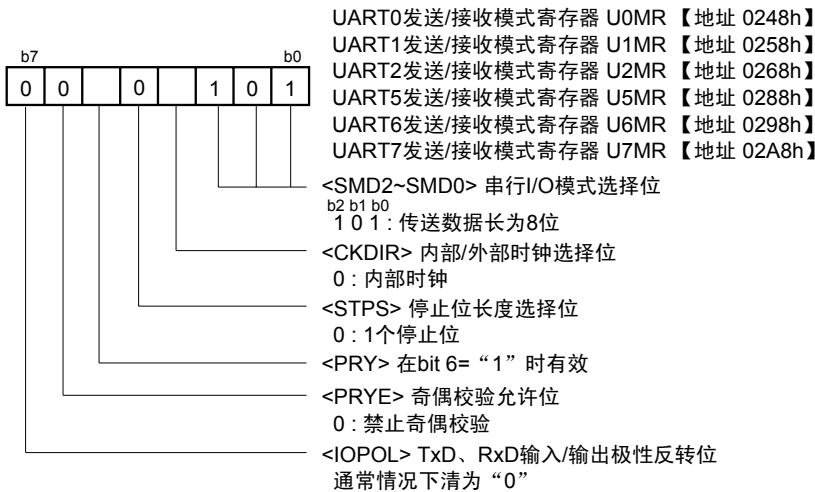 UART0发送/接收模式寄存器 U0MR 【地址 0248h】
UART1发送/接收模式寄存器 U1MR 【地址 0258h】
UART2发送/接收模式寄存器 U2MR 【地址 0268h】
UART5发送/接收模式寄存器 U5MR 【地址 0288h】
UART6发送/接收模式寄存器 U6MR 【地址 0298h】
UART7发送/接收模式寄存器 U7MR 【地址 02A8h】
b7 b0
0 0 0 1 0 1
<SMD2~SMD0> 串行I/O模式选择位
b2 b1 b0
1 0 1 : 传送数据长为8位
<CKDIR> 内部/外部时钟选择位
0 : 内部时钟
<STPS> 停止位长度选择位
0 : 1个停止位
<PRY> 在bit 6= “1” 时有效
<PRYE> 奇偶校验允许位
0 : 禁止奇偶校验
<IOPOL> TxD、RxD输入/输出极性反转位
通常情况下清为 “0”